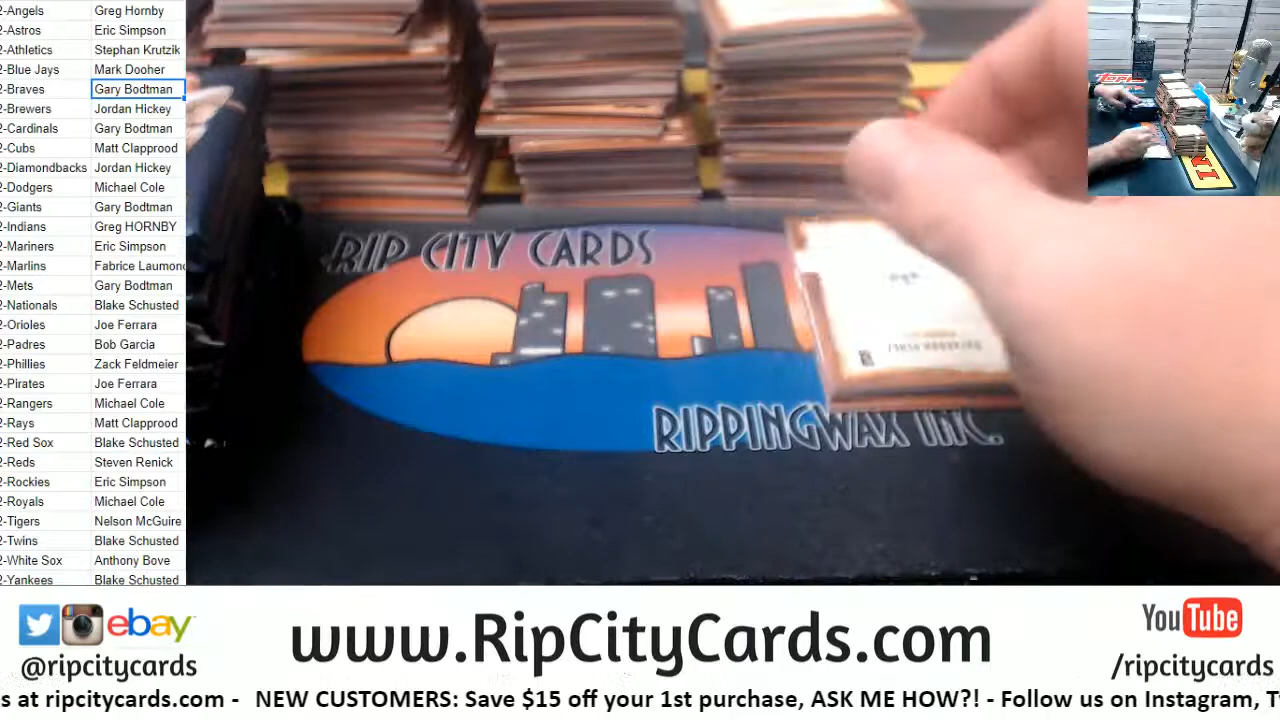 2-Angels Greg Hornby
2-Astros Eric Simpson
2-Athletics Stephan Krutzik
2-Blue Jays Mark Dooher
2-Braves Gary Bodtman
2-Brewers Jordan Hickey
2-Cardinals Gary Bodtman
2-Cubs Matt Clapprood
2-Diamondbacks Jordan Hickey
2-Dodgers Michael Cole
2-Giants Gary Bodtman
2-Indians Greg HORNBY
2-Mariners Eric Simpson
2-Marlins Fabrice Laumond
2-Mets Gary Bodtman
2-Nationals Blake Schusted
2-Orioles Joe Ferrara
2-Padres Bob Garcia
2-Phillies Zack Feldmeier
2-Pirates Joe Ferrara
2-Rangers Michael Cole
2-Rays Matt Clapprood
2-Red Sox Blake Schusted
2-Reds Steven Renick
2-Rockies Eric Simpson
2-Royals Michael Cole
2-Tigers Nelson McGuire
2-Twins Blake Schusted
2-White Sox Anthony Bove
2-Yankees Blake Schusted
RIP CITY CARDS
RIPPINGWAX INC.
ebay
@ripcitycards
www.RipCityCards.com
YouTube
/ripcitycards
s at ripcitycards.com - NEW CUSTOMERS: Save $15 off your 1st purchase, ASK ME HOW?! - Follow us on Instagram, T